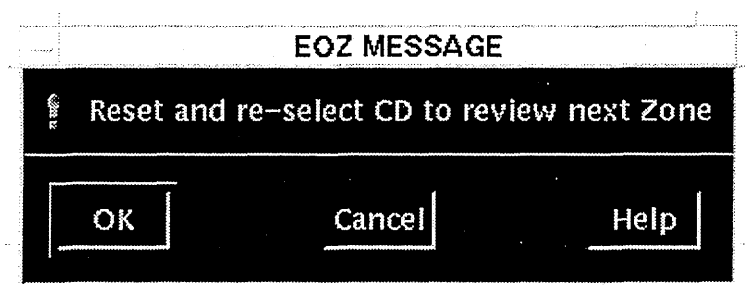 EOZ MESSAGE
Reset and re-select CD to review next Zone
OK Cancel Help